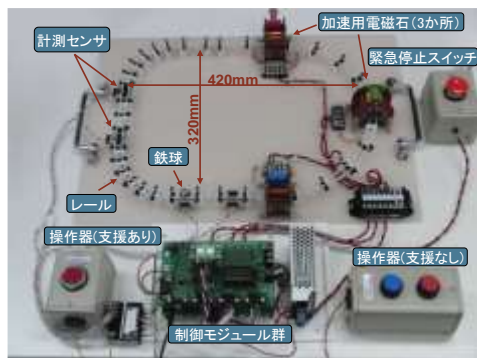 加速用電磁石(3か所)
計測センサ
緊急停止スイッチ
420mm
320mm
鉄球
レール
操作器(支援あり)
操作器(支援なし)
制御モジュール群